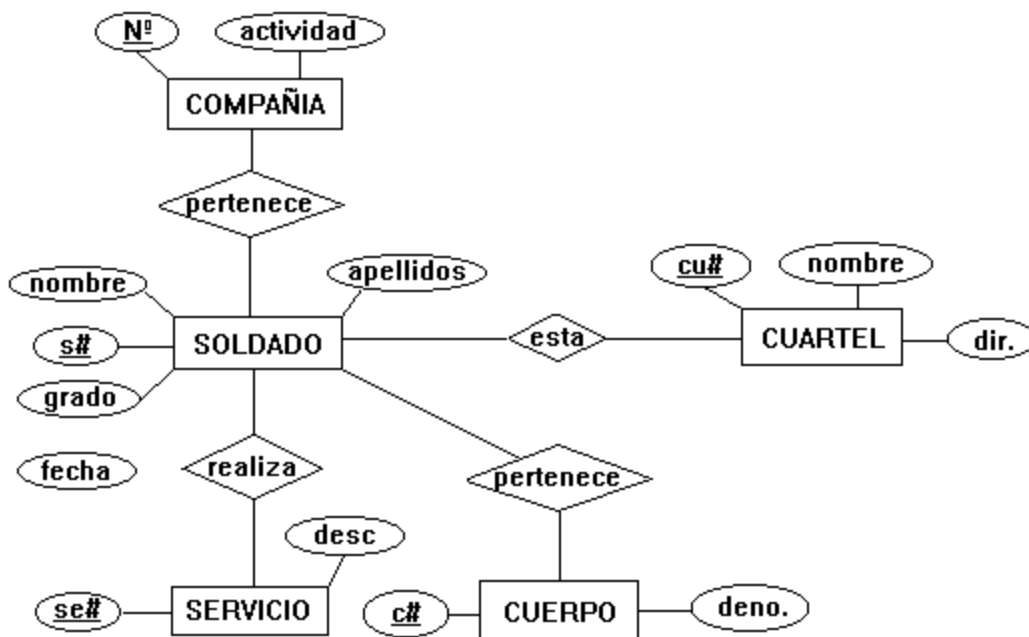 Nº
actividad
COMPAÑIA
pertenece
nombre
apellidos
cu#
nombre
s#
SOLDADO
esta
CUARTEL
dir.
grado
fecha
realiza
pertenece
desc
se#
SERVICIO
c#
CUERPO
deno.